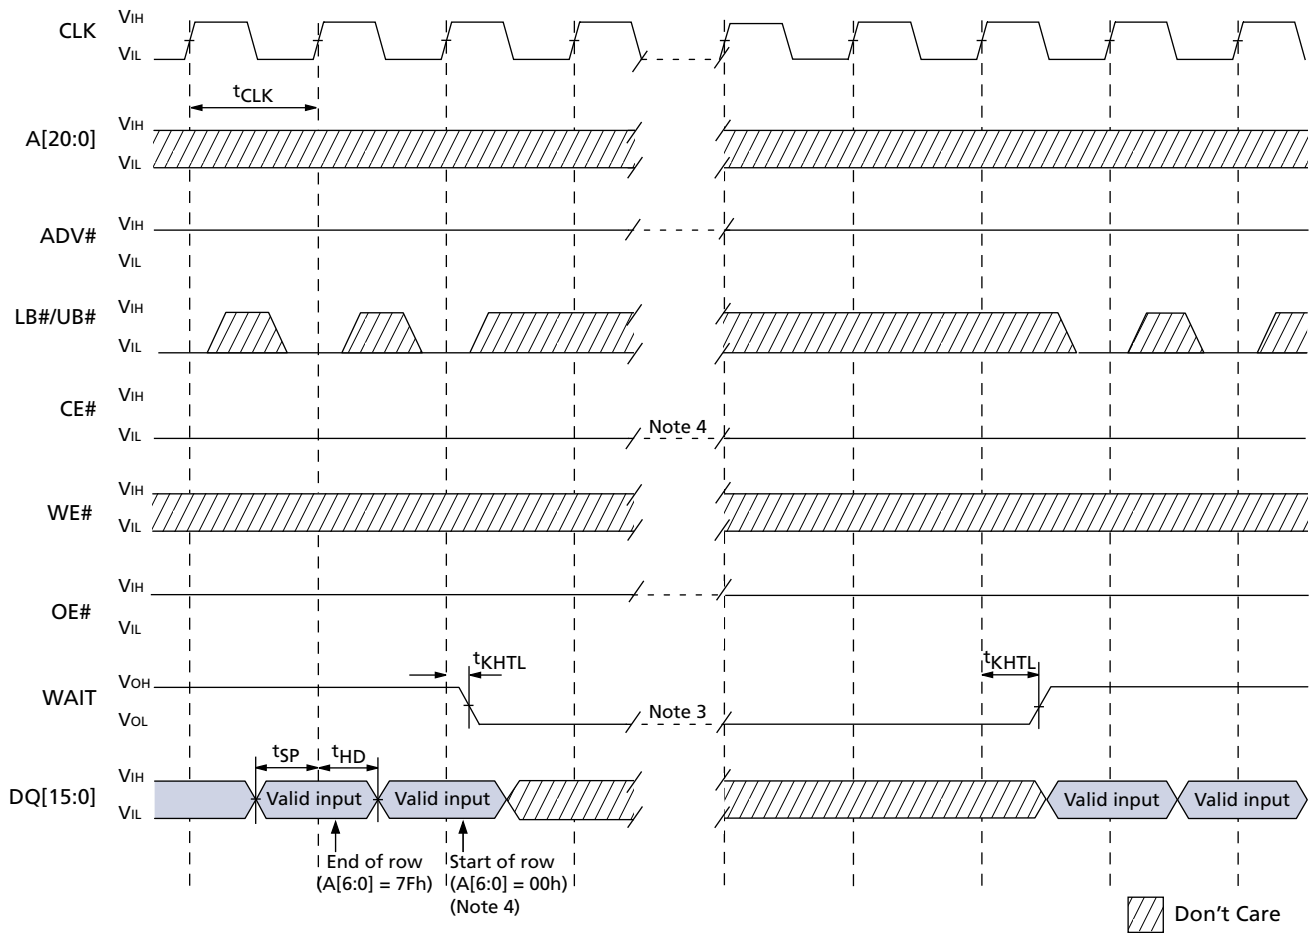 CLK
VIH
VIL
tCLK
A[20:0]
VIH
VIL
ADV#
VIH
VIL
LB#/UB#
VIH
VIL
CE#
VIH
VIL
Note 4
WE#
VIH
VIL
OE#
VIH
VIL
WAIT
VOH
VOL
tKHTL
Note 3
tKHTL
DQ[15:0]
VIH
VIL
tSP
tHD
Valid input
Valid input
Valid input
Valid input
End of row
(A[6:0] = 7Fh)
Start of row
(A[6:0] = 00h)
(Note 4)
Don't Care